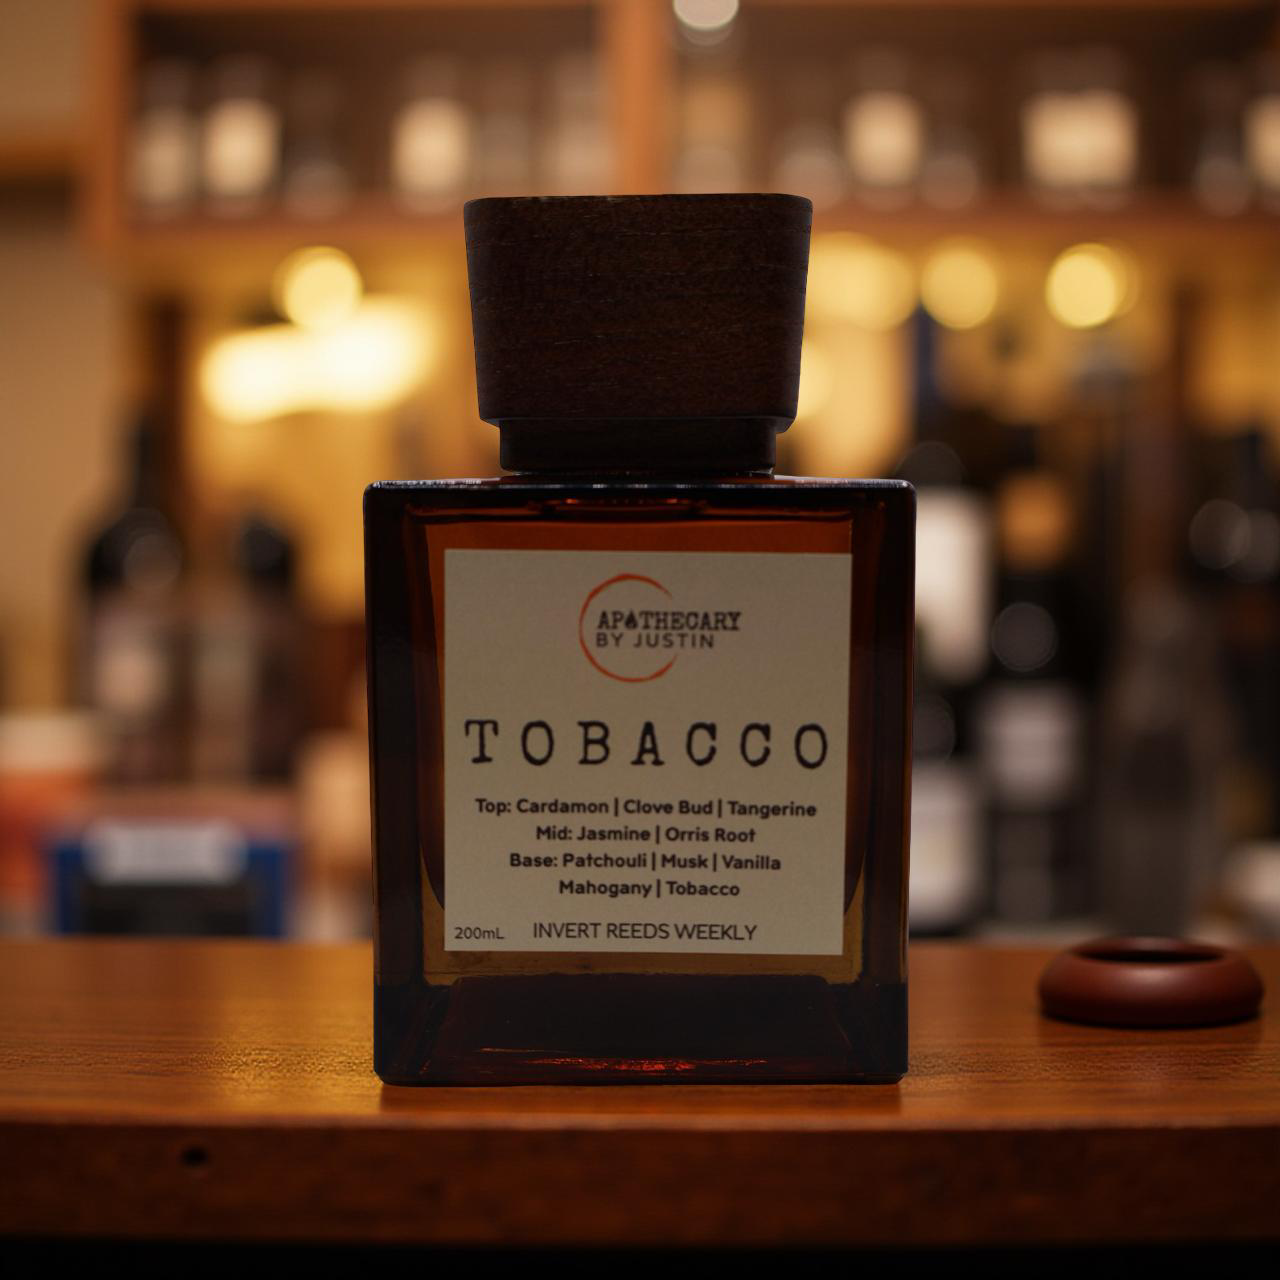 APOTHECARY
BY JUSTIN
TOBACCO
Top: Cardamon | Clove Bud | Tangerine
Mid: Jasmine | Orris Root
Base: Patchouli | Musk | Vanilla
Mahogany | Tobacco
200mL INVERT REEDS WEEKLY